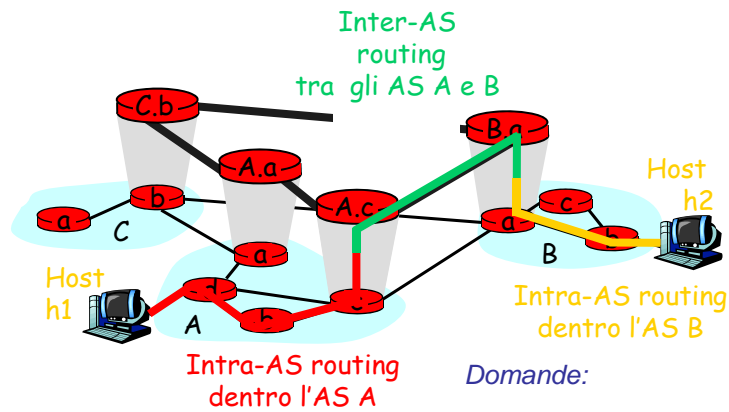 Inter-AS
routing
tra gli AS A e B
C.b
B.a
A.a
A.c
Host
h2
a
b
C
a
c
a
b
B
Host
h1
d
b
c
A
Intra-AS routing
dentro l'AS B
Intra-AS routing
dentro l'AS A
Domande: